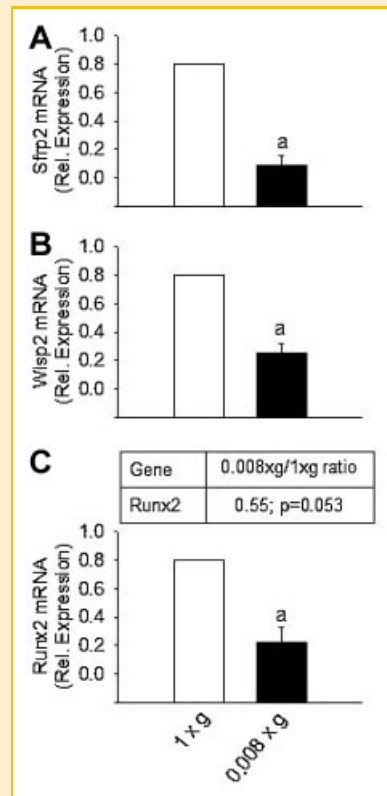 A
Sfrp2 mRNA
(Rel. Expression)
1.0
0.8
0.6
0.4
0.2
0.0
a
B
Wisp2 mRNA
(Rel. Expression)
1.0
0.8
0.6
0.4
0.2
0.0
a
C
Gene 0.008xg/1xg ratio
Runx2 0.55; p=0.053
Runx2 mRNA
(Rel. Expression)
1.0
0.8
0.6
0.4
0.2
0.0
a
1 x g
0.008 x g